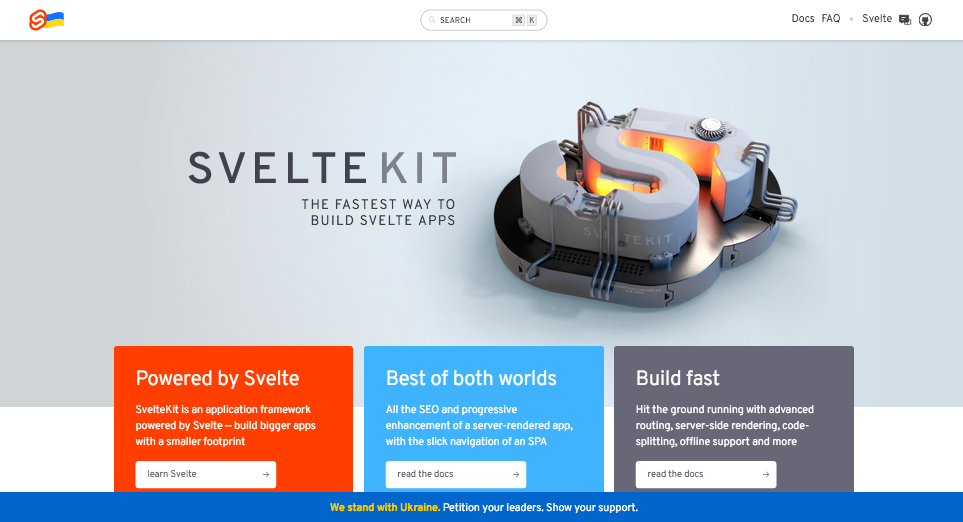 SEARCH ⌘ K
Docs FAQ • Svelte
SVELTE KIT
THE FASTEST WAY TO
BUILD SVELTE APPS
SVELTEKIT
Powered by Svelte
SvelteKit is an application framework
powered by Svelte — build bigger apps
with a smaller footprint
learn Svelte →
Best of both worlds
All the SEO and progressive
enhancement of a server-rendered app,
with the slick navigation of an SPA
read the docs →
Build fast
Hit the ground running with advanced
routing, server-side rendering, code-
splitting, offline support and more
read the docs →
We stand with Ukraine. Petition your leaders. Show your support.